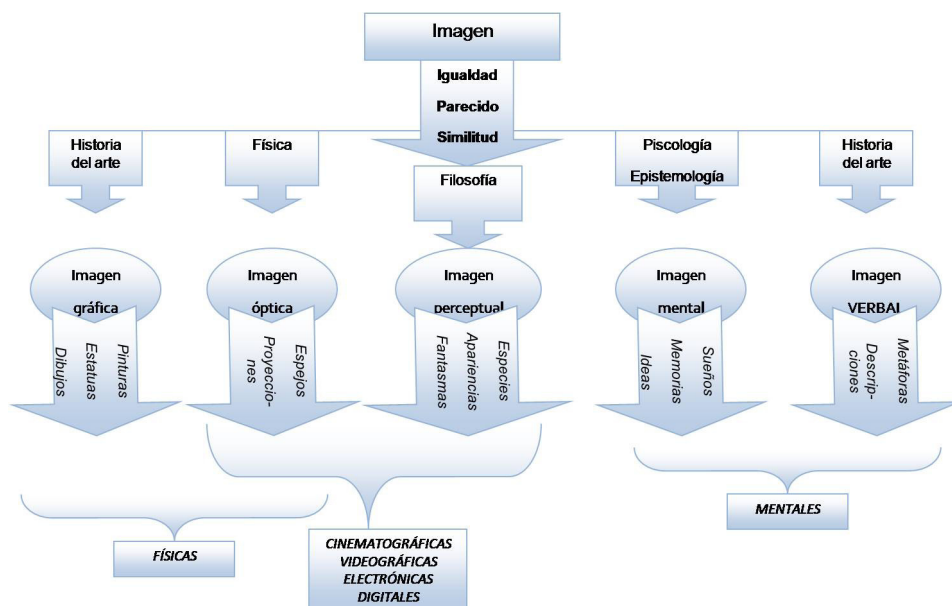 Imagen
Igualdad
Parecido
Similitud
Historia
del arte
Física
Filosofía
Piscología
Epistemología
Historia
del arte
Imagen
gráfica
Imagen
óptica
Imagen
perceptual
Imagen
mental
Imagen
VERBAl
Pinturas
Estatuas
Dibujos
Espejos
Proyeccio-
nes
Especies
Apariencias
Fantasmas
Sueños
Memorias
Ideas
Metáforas
Descrip-
ciones
FÍSICAS
CINEMATOGRÁFICAS
VIDEOGRÁFICAS
ELECTRÓNICAS
DIGITALES
MENTALES